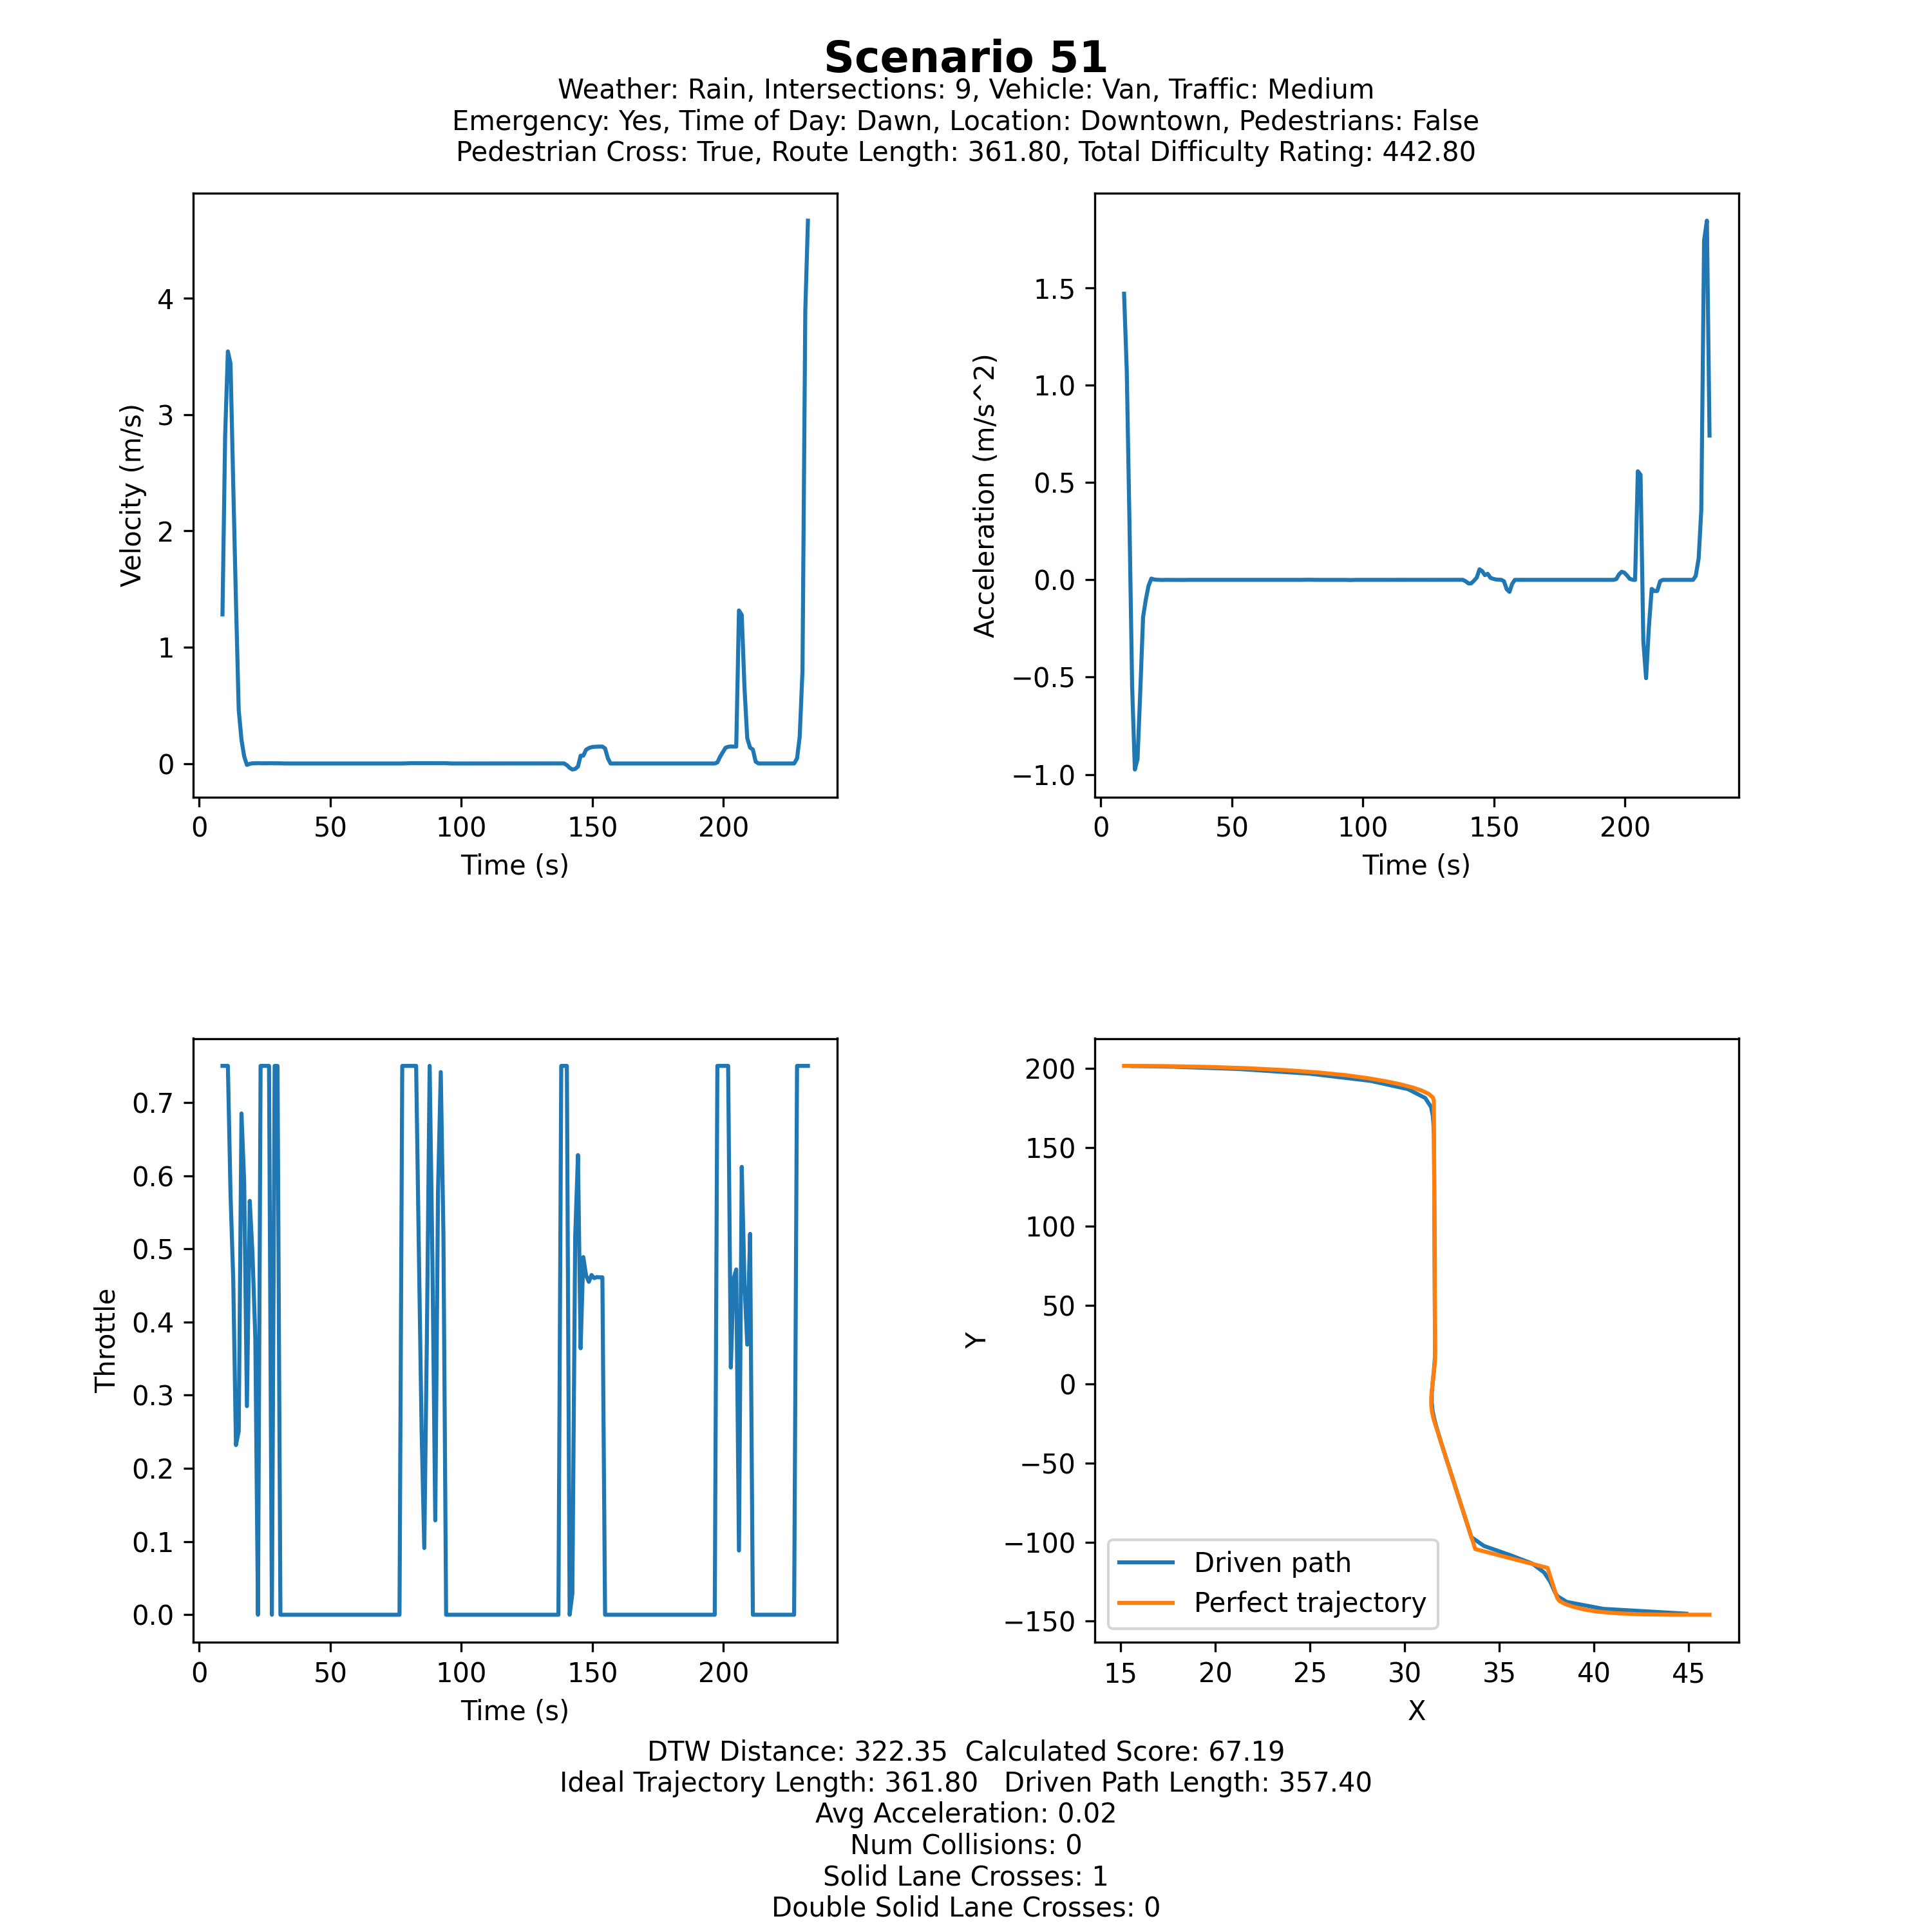 Scenario 51
Weather: Rain, Intersections: 9, Vehicle: Van, Traffic: Medium
Emergency: Yes, Time of Day: Dawn, Location: Downtown, Pedestrians: False
Pedestrian Cross: True, Route Length: 361.80, Total Difficulty Rating: 442.80
Velocity (m/s)
4
3
2
1
0
0 50 100 150 200
Time (s)
Acceleration (m/s^2)
1.5
1.0
0.5
0.0
−0.5
−1.0
0 50 100 150 200
Time (s)
Throttle
0.7
0.6
0.5
0.4
0.3
0.2
0.1
0.0
0 50 100 150 200
Time (s)
Y
200
150
100
50
0
−50
−100
−150
Driven path
Perfect trajectory
15 20 25 30 35 40 45
X
DTW Distance: 322.35 Calculated Score: 67.19
Ideal Trajectory Length: 361.80 Driven Path Length: 357.40
Avg Acceleration: 0.02
Num Collisions: 0
Solid Lane Crosses: 1
Double Solid Lane Crosses: 0